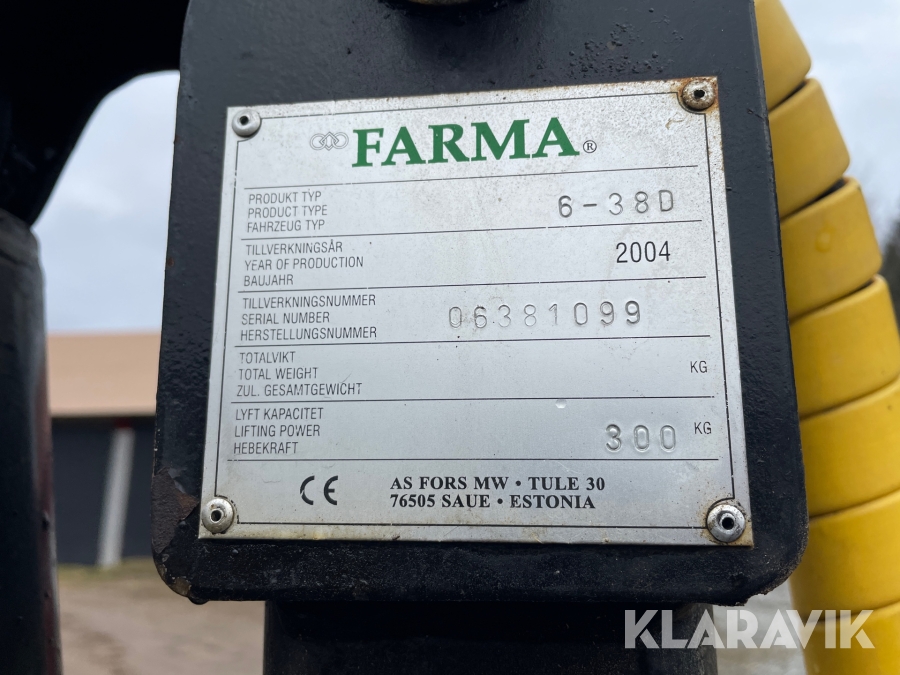 FARMA®
PRODUKT TYP
PRODUCT TYPE 6-38D
FAHRZEUG TYP
TILLVERKNINGSÅR
YEAR OF PRODUCTION 2004
BAUJAHR
TILLVERKNINGSNUMMER
SERIAL NUMBER 06381099
HERSTELLUNGSNUMMER
TOTALVIKT
TOTAL WEIGHT KG
ZUL. GESAMTGEWICHT
LYFT KAPACITET
LIFTING POWER 300 KG
HEBEKRAFT
CE AS FORS MW • TULE 30
76505 SAUE • ESTONIA
KLARAVIK